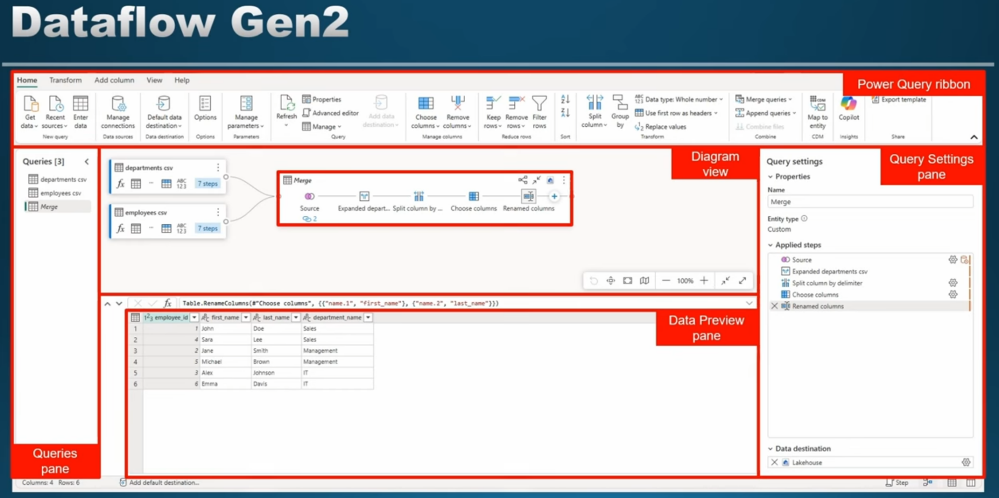 Dataflow Gen2
Home Transform Add column View Help
Power Query ribbon
Get data
Recent sources
Enter data
New query
Manage connections
Data sources
Default data destination
Data destination
Options
Options
Manage parameters
Parameters
Refresh
Properties
Advanced editor
Manage
Add data destination
Query
Choose columns
Remove columns
Manage columns
Keep rows
Remove rows
Filter rows
Reduce rows
Sort
Split column
Group by
Data type: Whole number
Use first row as headers
Replace values
Transform
Merge queries
Append queries
Combine files
Combine
Map to entity
CDM
Copilot
Insights
Export template
Share
Queries [3]
departments csv
employees csv
Merge
Queries
pane
departments csv
fx ABC 123 7 steps
employees csv
fx ABC 123 7 steps
Merge
Source Expanded depart... Split column by ... Choose columns Renamed columns
2
Diagram
view
100%
fx Table.RenameColumns(#"Choose columns", {{"name.1", "first_name"}, {"name.2", "last_name"}})
employee_id first_name last_name department_name
1 1 John Doe Sales
2 4 Sara Lee Sales
3 2 Jane Smith Management
4 5 Michael Brown Management
5 3 Alex Johnson IT
6 6 Emma Davis IT
Data Preview
pane
Query settings
Query Settings
pane
Properties
Name
Merge
Entity type
Custom
Applied steps
Source
Expanded departments csv
Split column by delimiter
Choose columns
Renamed columns
Data destination
Lakehouse
Columns: 4 Rows: 6
Add default destination...
Step